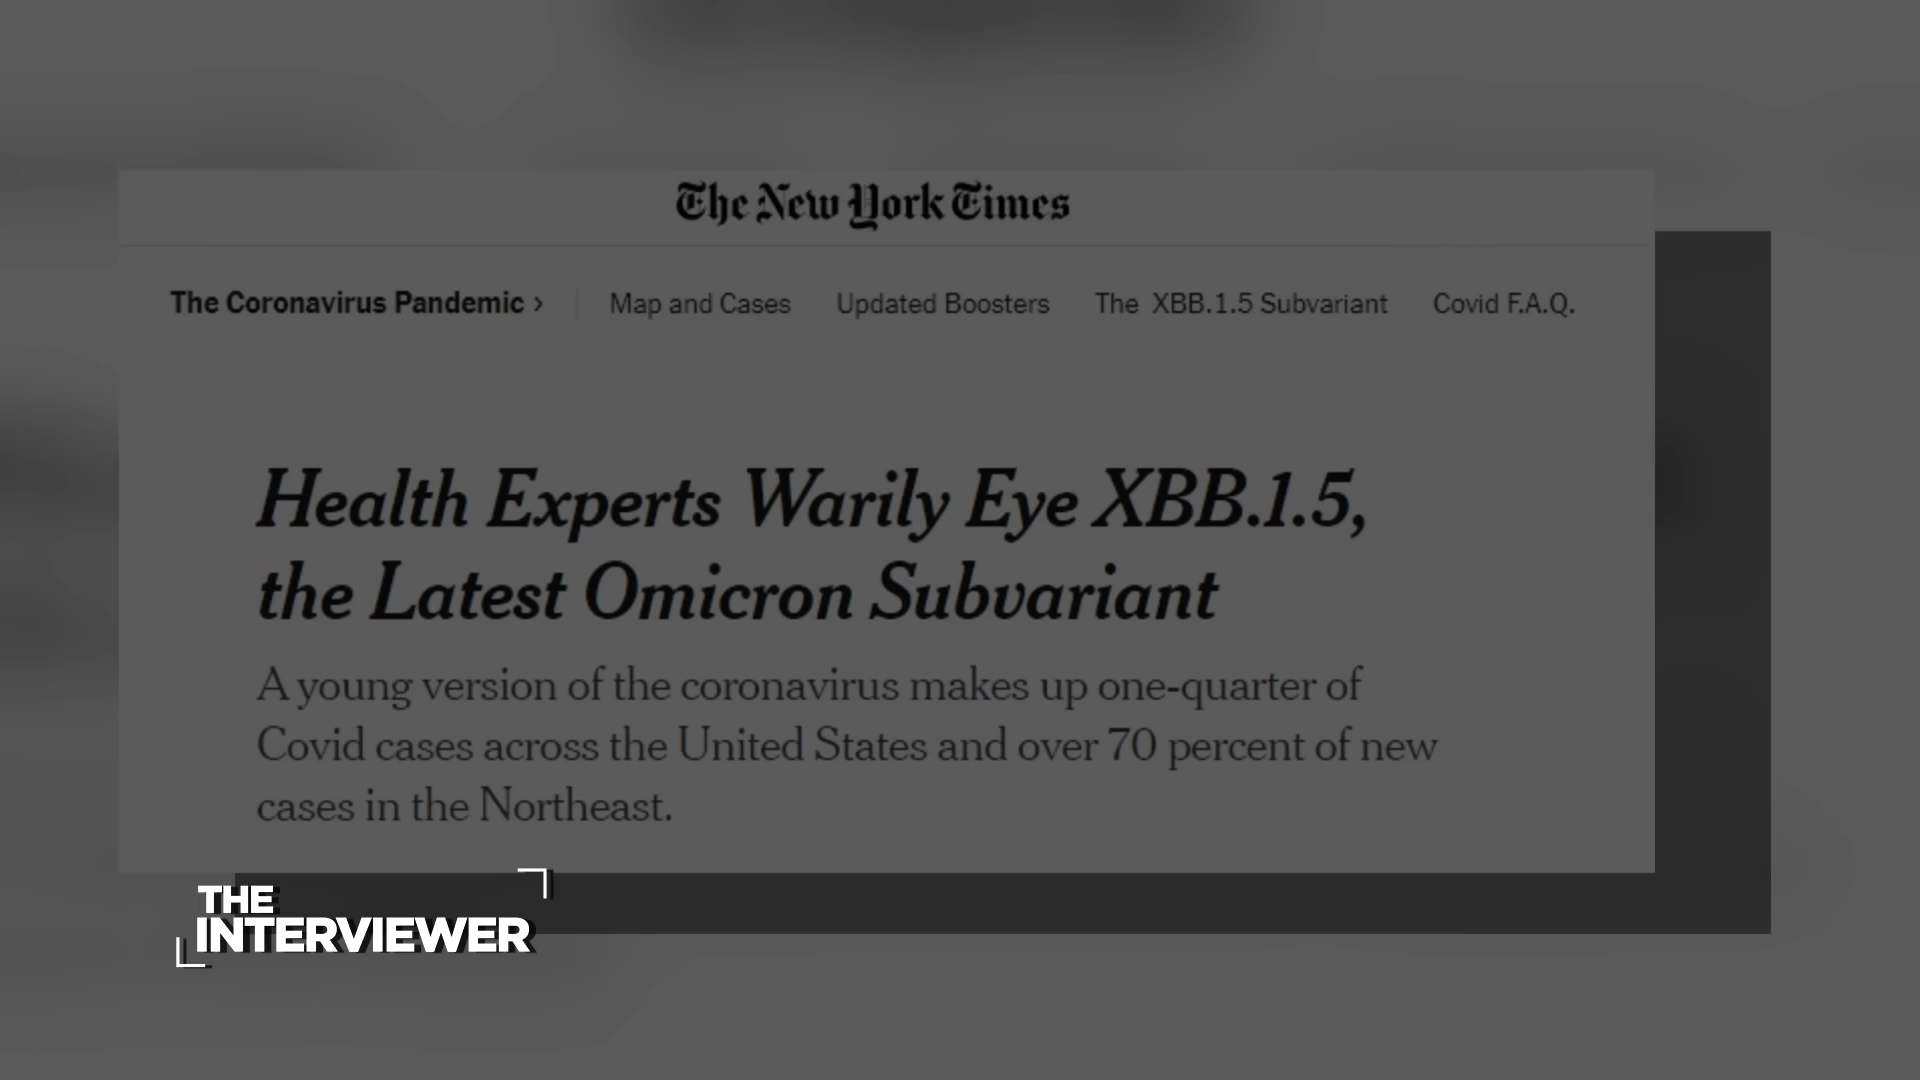 The New York Times
The Coronavirus Pandemic › Map and Cases Updated Boosters The XBB.1.5 Subvariant Covid F.A.Q.
Health Experts Warily Eye XBB.1.5,
the Latest Omicron Subvariant
A young version of the coronavirus makes up one-quarter of
Covid cases across the United States and over 70 percent of new
cases in the Northeast.
THE
INTERVIEWER